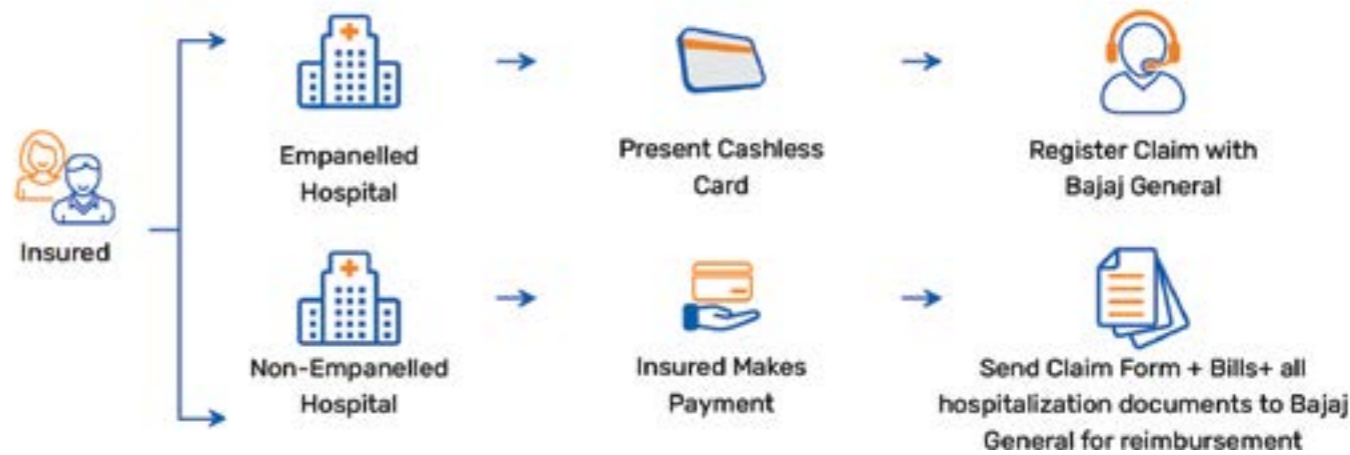 Insured
Empanelled
Hospital
Present Cashless
Card
Register Claim with
Bajaj General
Non-Empanelled
Hospital
Insured Makes
Payment
Send Claim Form + Bills+ all
hospitalization documents to Bajaj
General for reimbursement